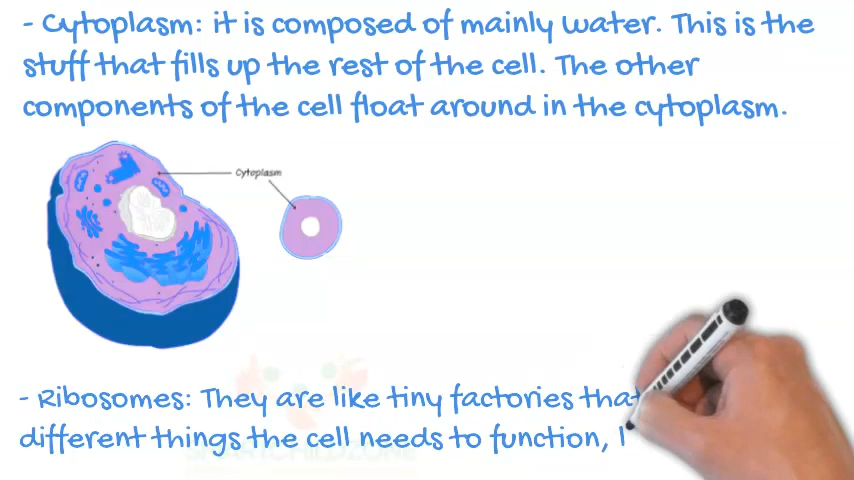 - Cytoplasm: it is composed of mainly water. This is the
stuff that fills up the rest of the cell. The other
components of the cell float around in the cytoplasm.
Cytoplasm
- Ribosomes: They are like tiny factories that
different things the cell needs to function, l
SMARTCHILDZONE